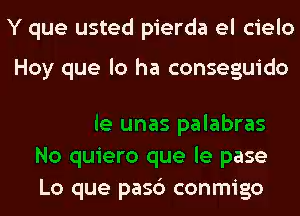 Y que usted pierda el cielo
Hoy que lo ha conseguido
le unas palabras
No quiero que le pase
Lo que pasó conmigo